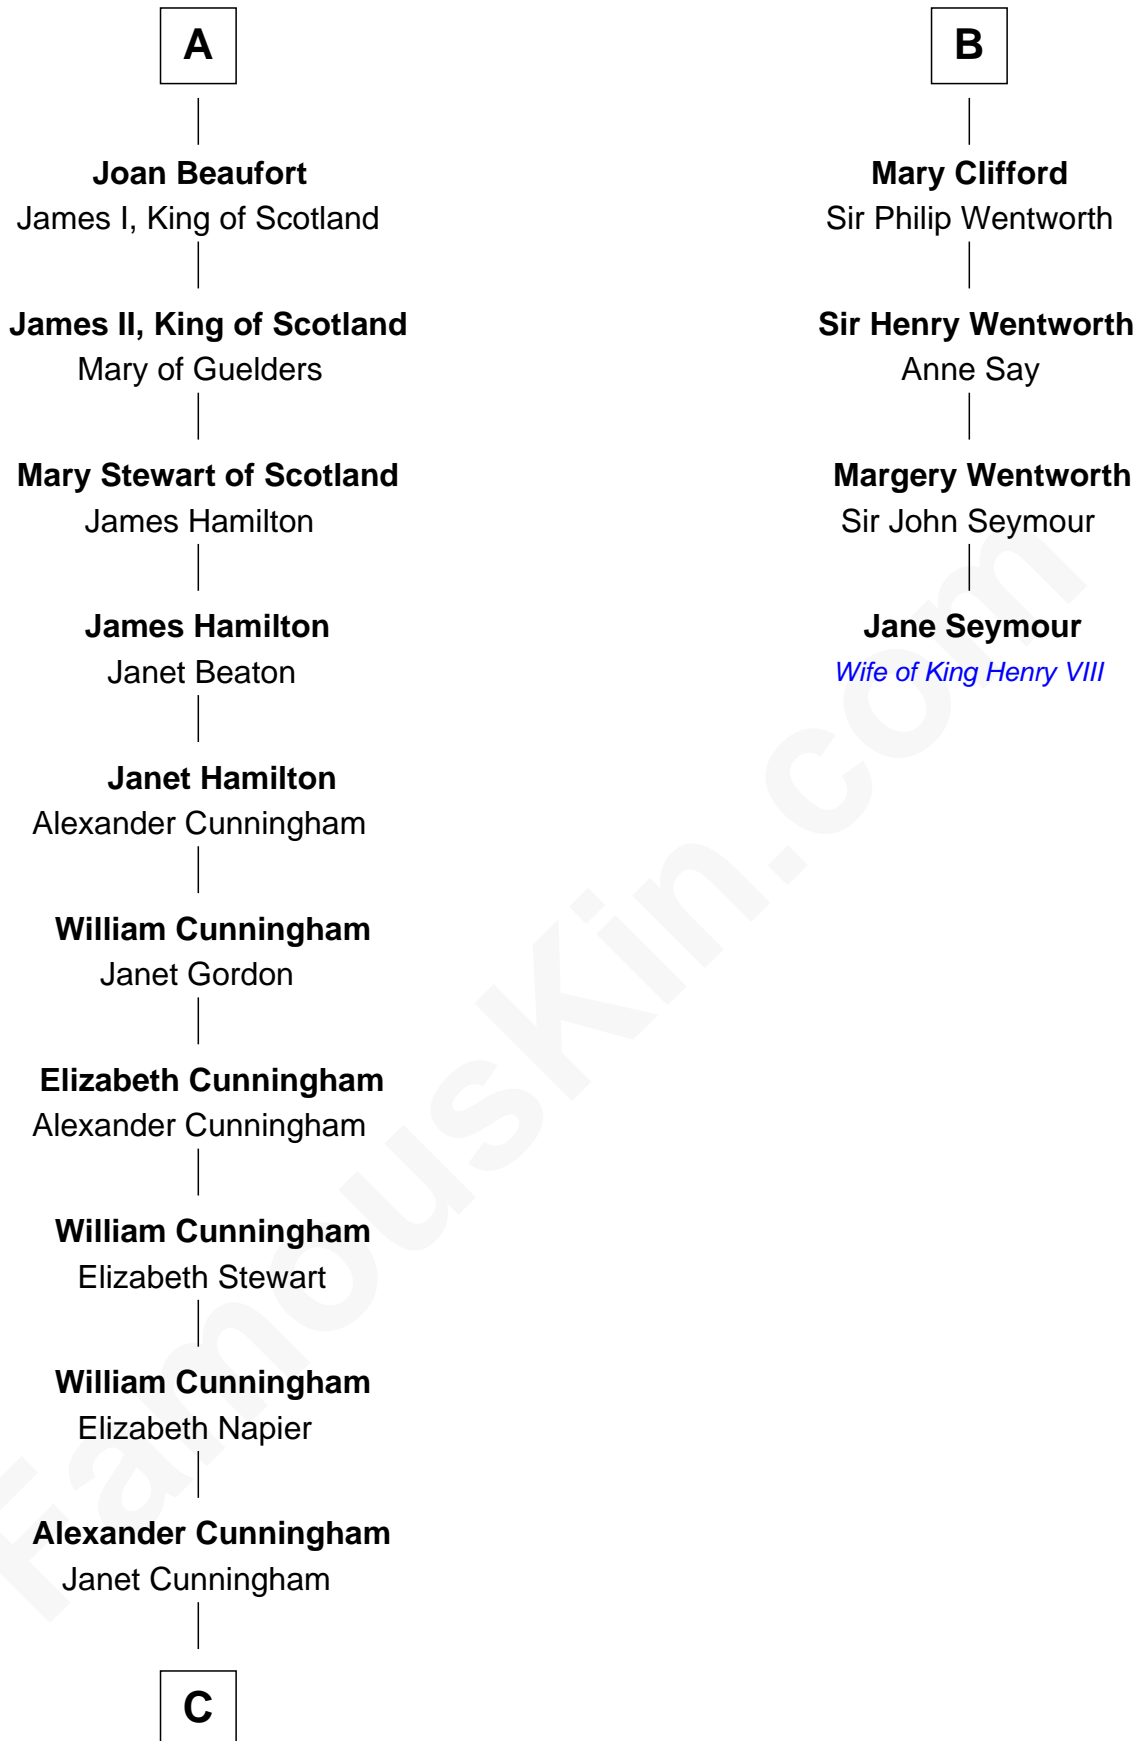 A
Joan Beaufort
James I, King of Scotland
James II, King of Scotland
Mary of Guelders
Mary Stewart of Scotland
James Hamilton
James Hamilton
Janet Beaton
Janet Hamilton
Alexander Cunningham
William Cunningham
Janet Gordon
Elizabeth Cunningham
Alexander Cunningham
William Cunningham
Elizabeth Stewart
William Cunningham
Elizabeth Napier
Alexander Cunningham
Janet Cunningham
C
B
Mary Clifford
Sir Philip Wentworth
Sir Henry Wentworth
Anne Say
Margery Wentworth
Sir John Seymour
Jane Seymour
Wife of King Henry VIII
FamousKin.com